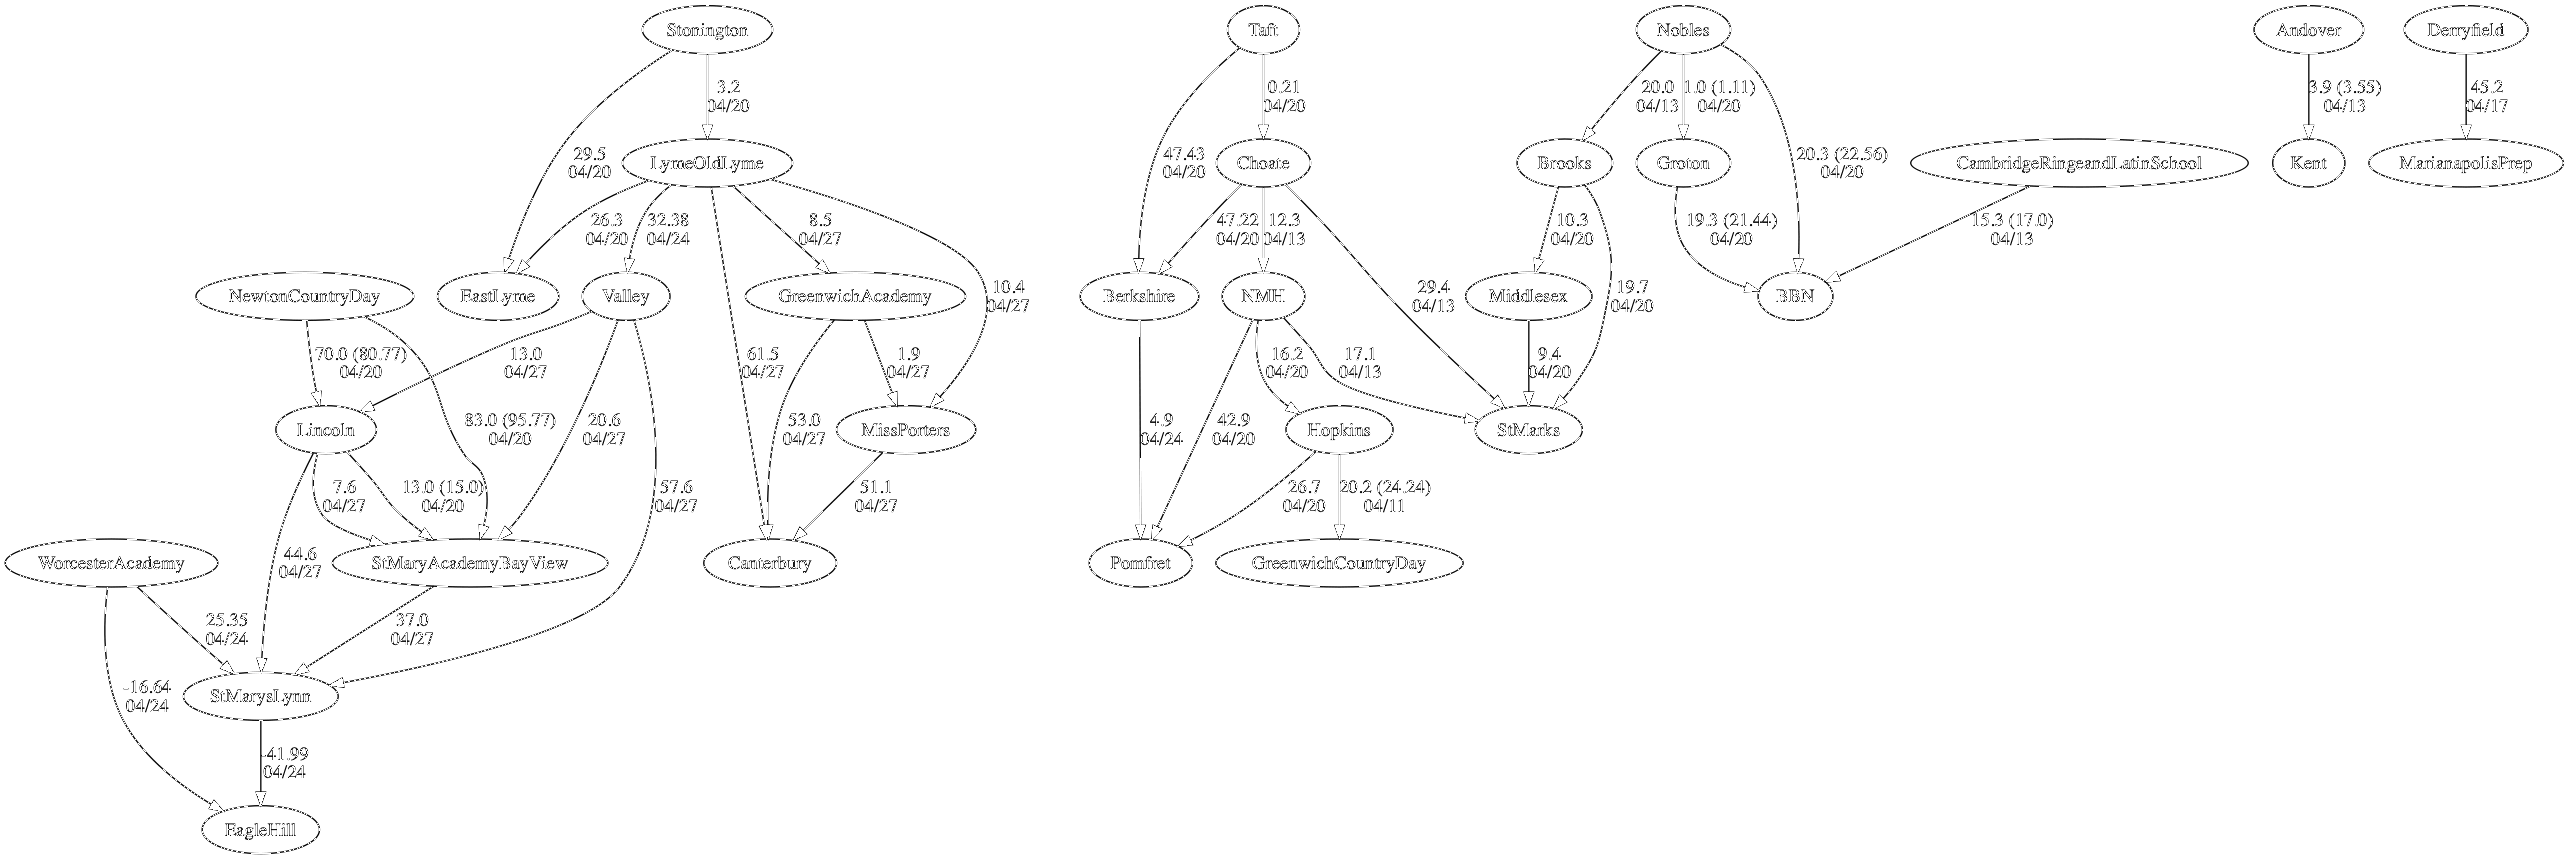 Stonington
Taft
Nobles
Andover
Derryfield
3.2
04/20
0.21
04/20
20.0
04/13
1.0 (1.11)
04/20
3.9 (3.55)
04/13
45.2
04/17
29.5
04/20
LymeOldLyme
47.43
04/20
Choate
Brooks
Groton
20.3 (22.56)
04/20
CambridgeRingeandLatinSchool
Kent
MarianapolisPrep
26.3
04/20
32.38
04/24
8.5
04/27
47.22
04/20
12.3
04/13
10.3
04/20
19.3 (21.44)
04/20
15.3 (17.0)
04/13
NewtonCountryDay
EastLyme
Valley
GreenwichAcademy
10.4
04/27
Berkshire
NMH
29.4
04/13
Middlesex
19.7
04/20
BBN
70.0 (80.77)
04/20
13.0
04/27
61.5
04/27
1.9
04/27
16.2
04/20
17.1
04/13
9.4
04/20
Lincoln
83.0 (95.77)
04/20
20.6
04/27
53.0
04/27
MissPorters
4.9
04/24
42.9
04/20
Hopkins
StMarks
7.6
04/27
13.0 (15.0)
04/20
57.6
04/27
51.1
04/27
26.7
04/20
20.2 (24.24)
04/11
WorcesterAcademy
44.6
04/27
StMaryAcademyBayView
Canterbury
Pomfret
GreenwichCountryDay
25.35
04/24
37.0
04/27
-16.64
04/24
StMarysLynn
-41.99
04/24
EagleHill